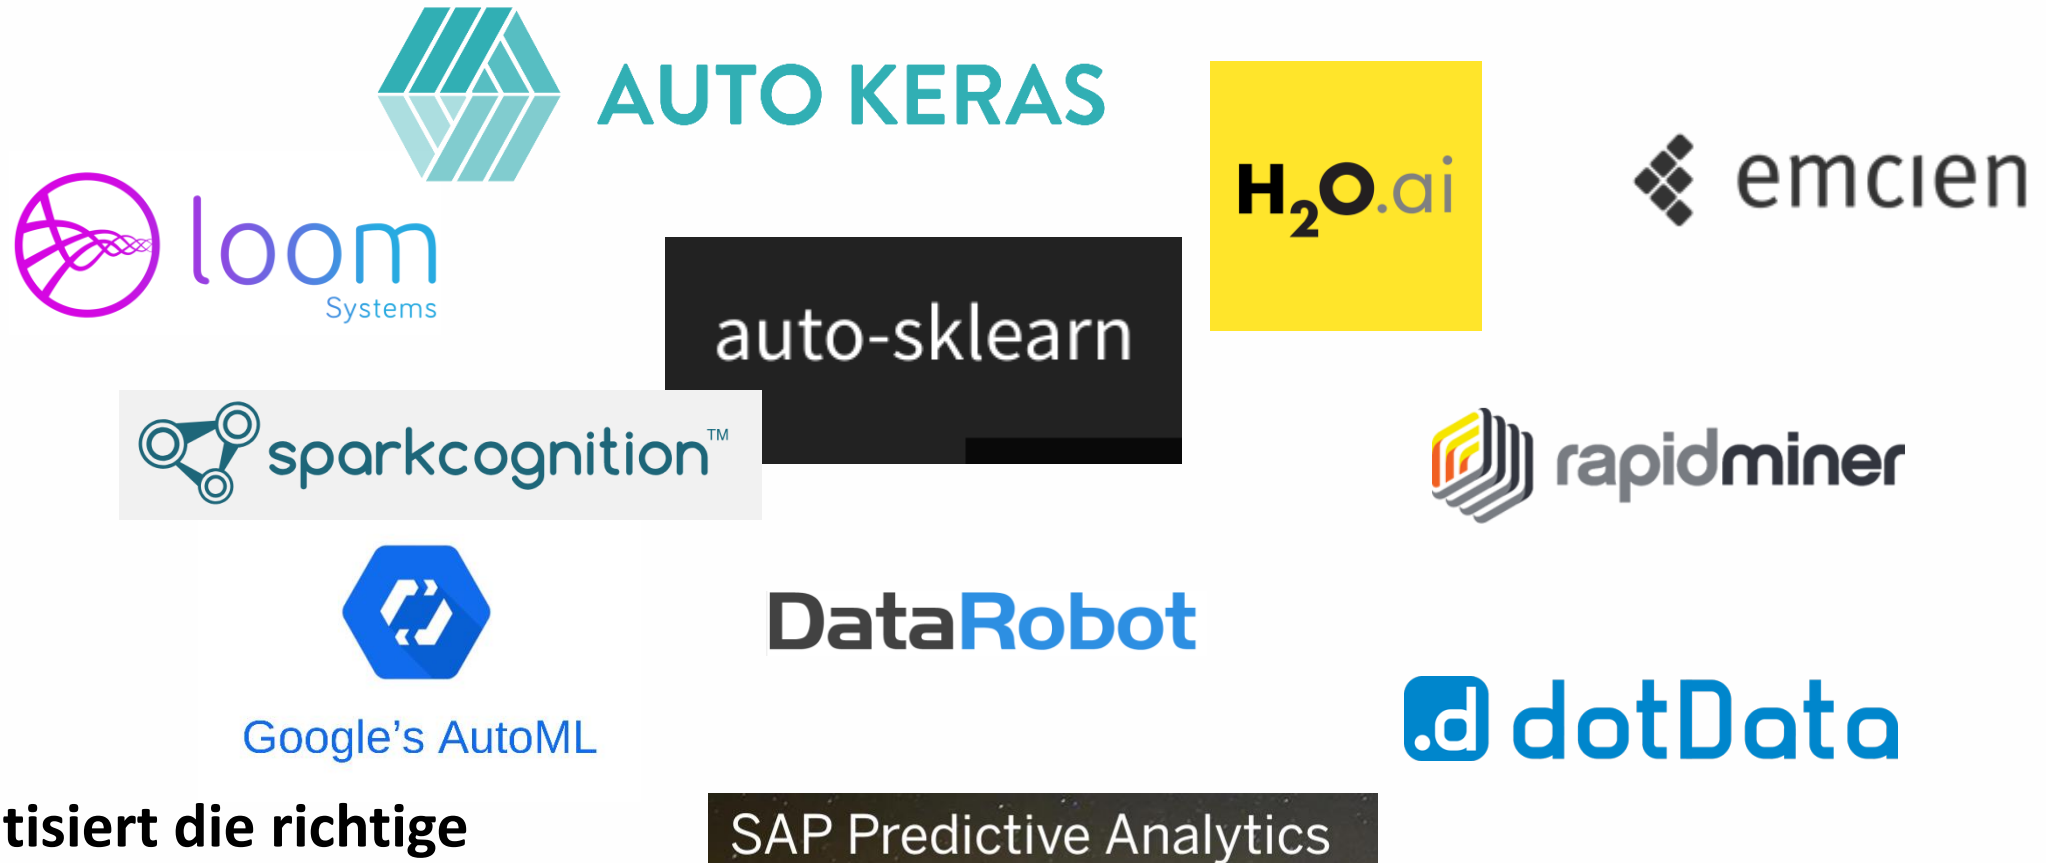 AUTO KERAS
H2O.ai
emcien
loom
Systems
auto-sklearn
sparkcognition™
rapidminer
DataRobot
.d dotData
Google's AutoML
tisiert die richtige
SAP Predictive Analytics